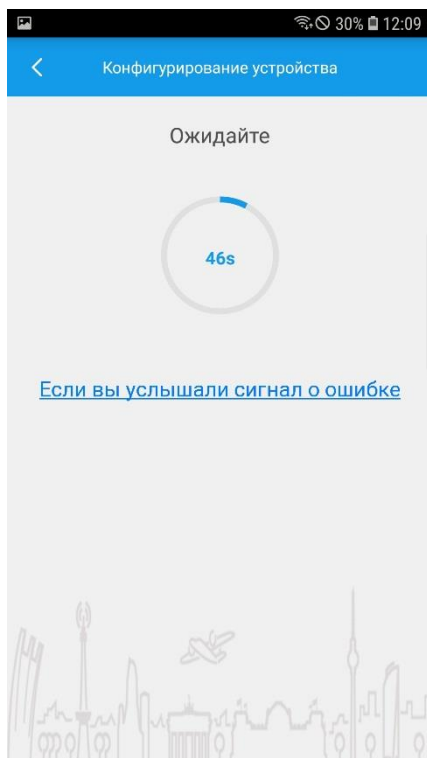 30% 12:09
Конфигурирование устройства
Ожидайте
46s
Если вы услышали сигнал о ошибке